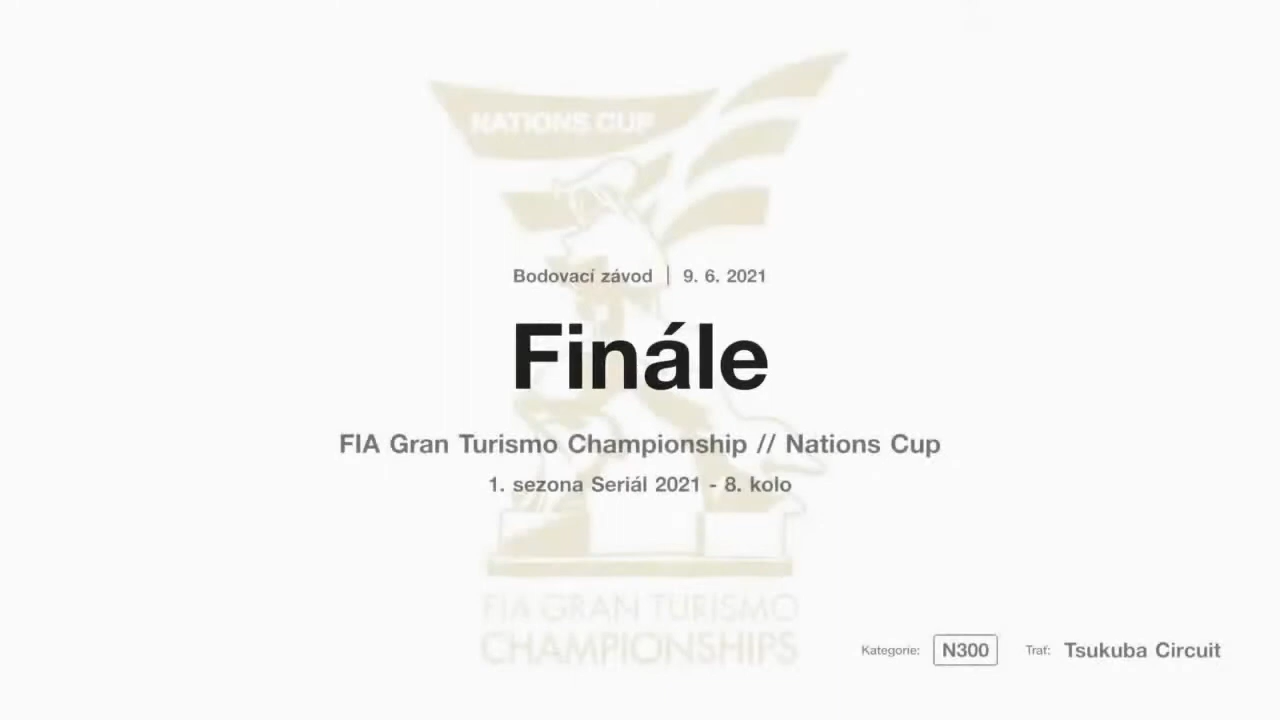 NATIONS CUP
Bodovací závod | 9. 6. 2021
Finále
FIA Gran Turismo Championship // Nations Cup
1. sezona Seriál 2021 - 8. kolo
FIA GRAN TURISMO
CHAMPIONSHIPS
Kategorie: N300 Trať: Tsukuba Circuit